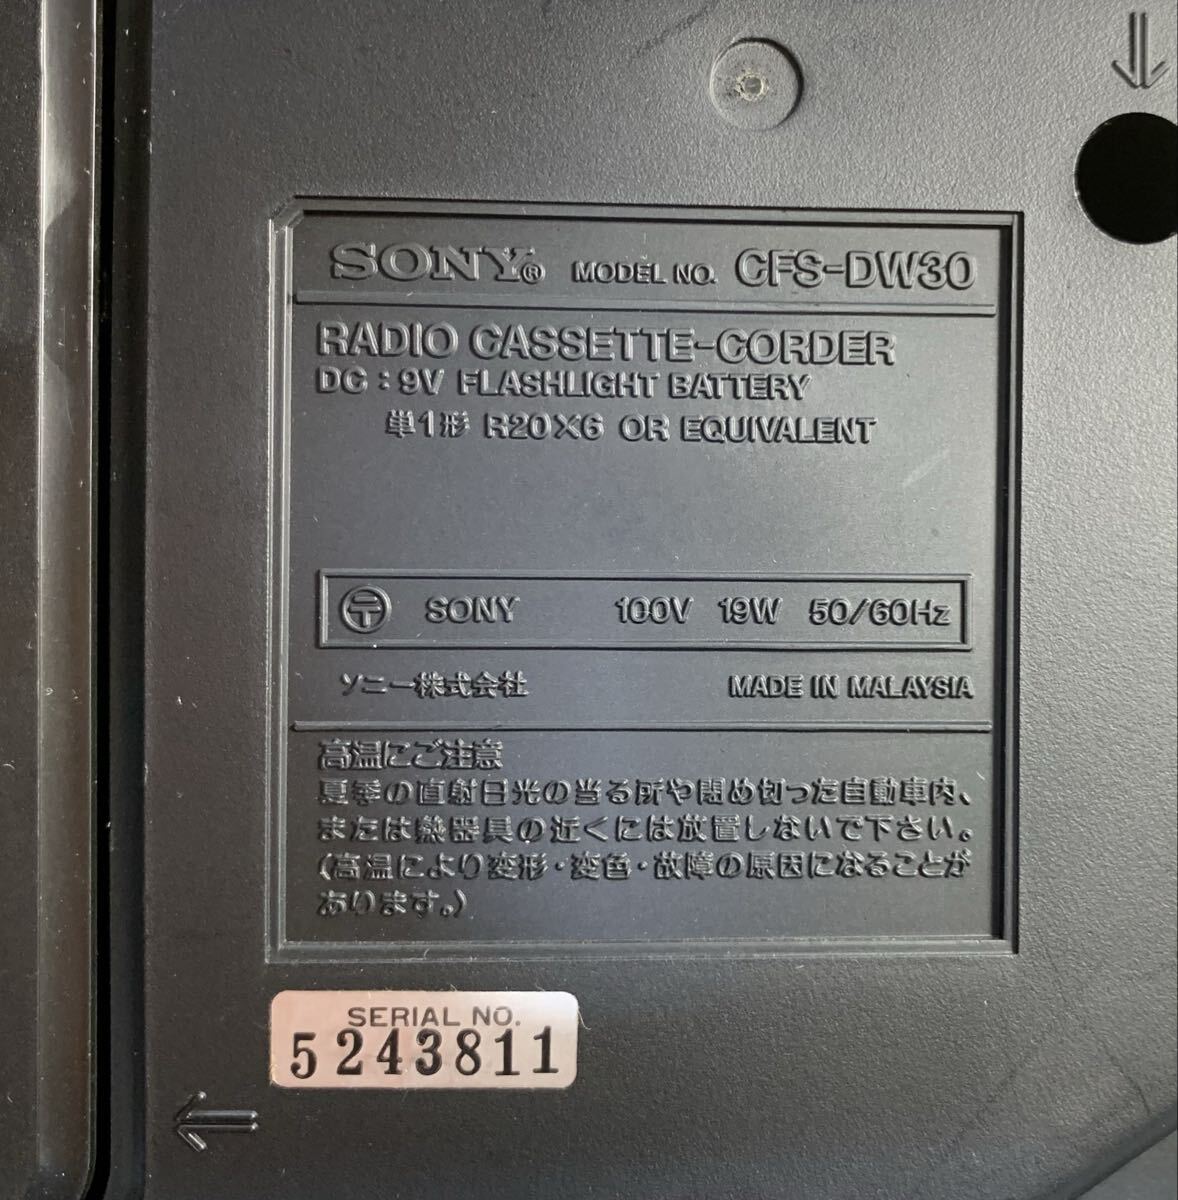 SONY® MODEL NO. CFS-DW30
RADIO CASSETTE-CORDER
DC : 9V FLASHLIGHT BATTERY
単1形 R20×6 OR EQUIVALENT
〒 SONY 100V 19W 50/60Hz
ソニー株式会社 MADE IN MALAYSIA
高温にご注意
夏季の直射日光の当る所や閉め切った自動車内、
または熱器具の近くには放置しないで下さい。
(高温により変形・変色・故障の原因になることが
あります。)
SERIAL NO.
5243811